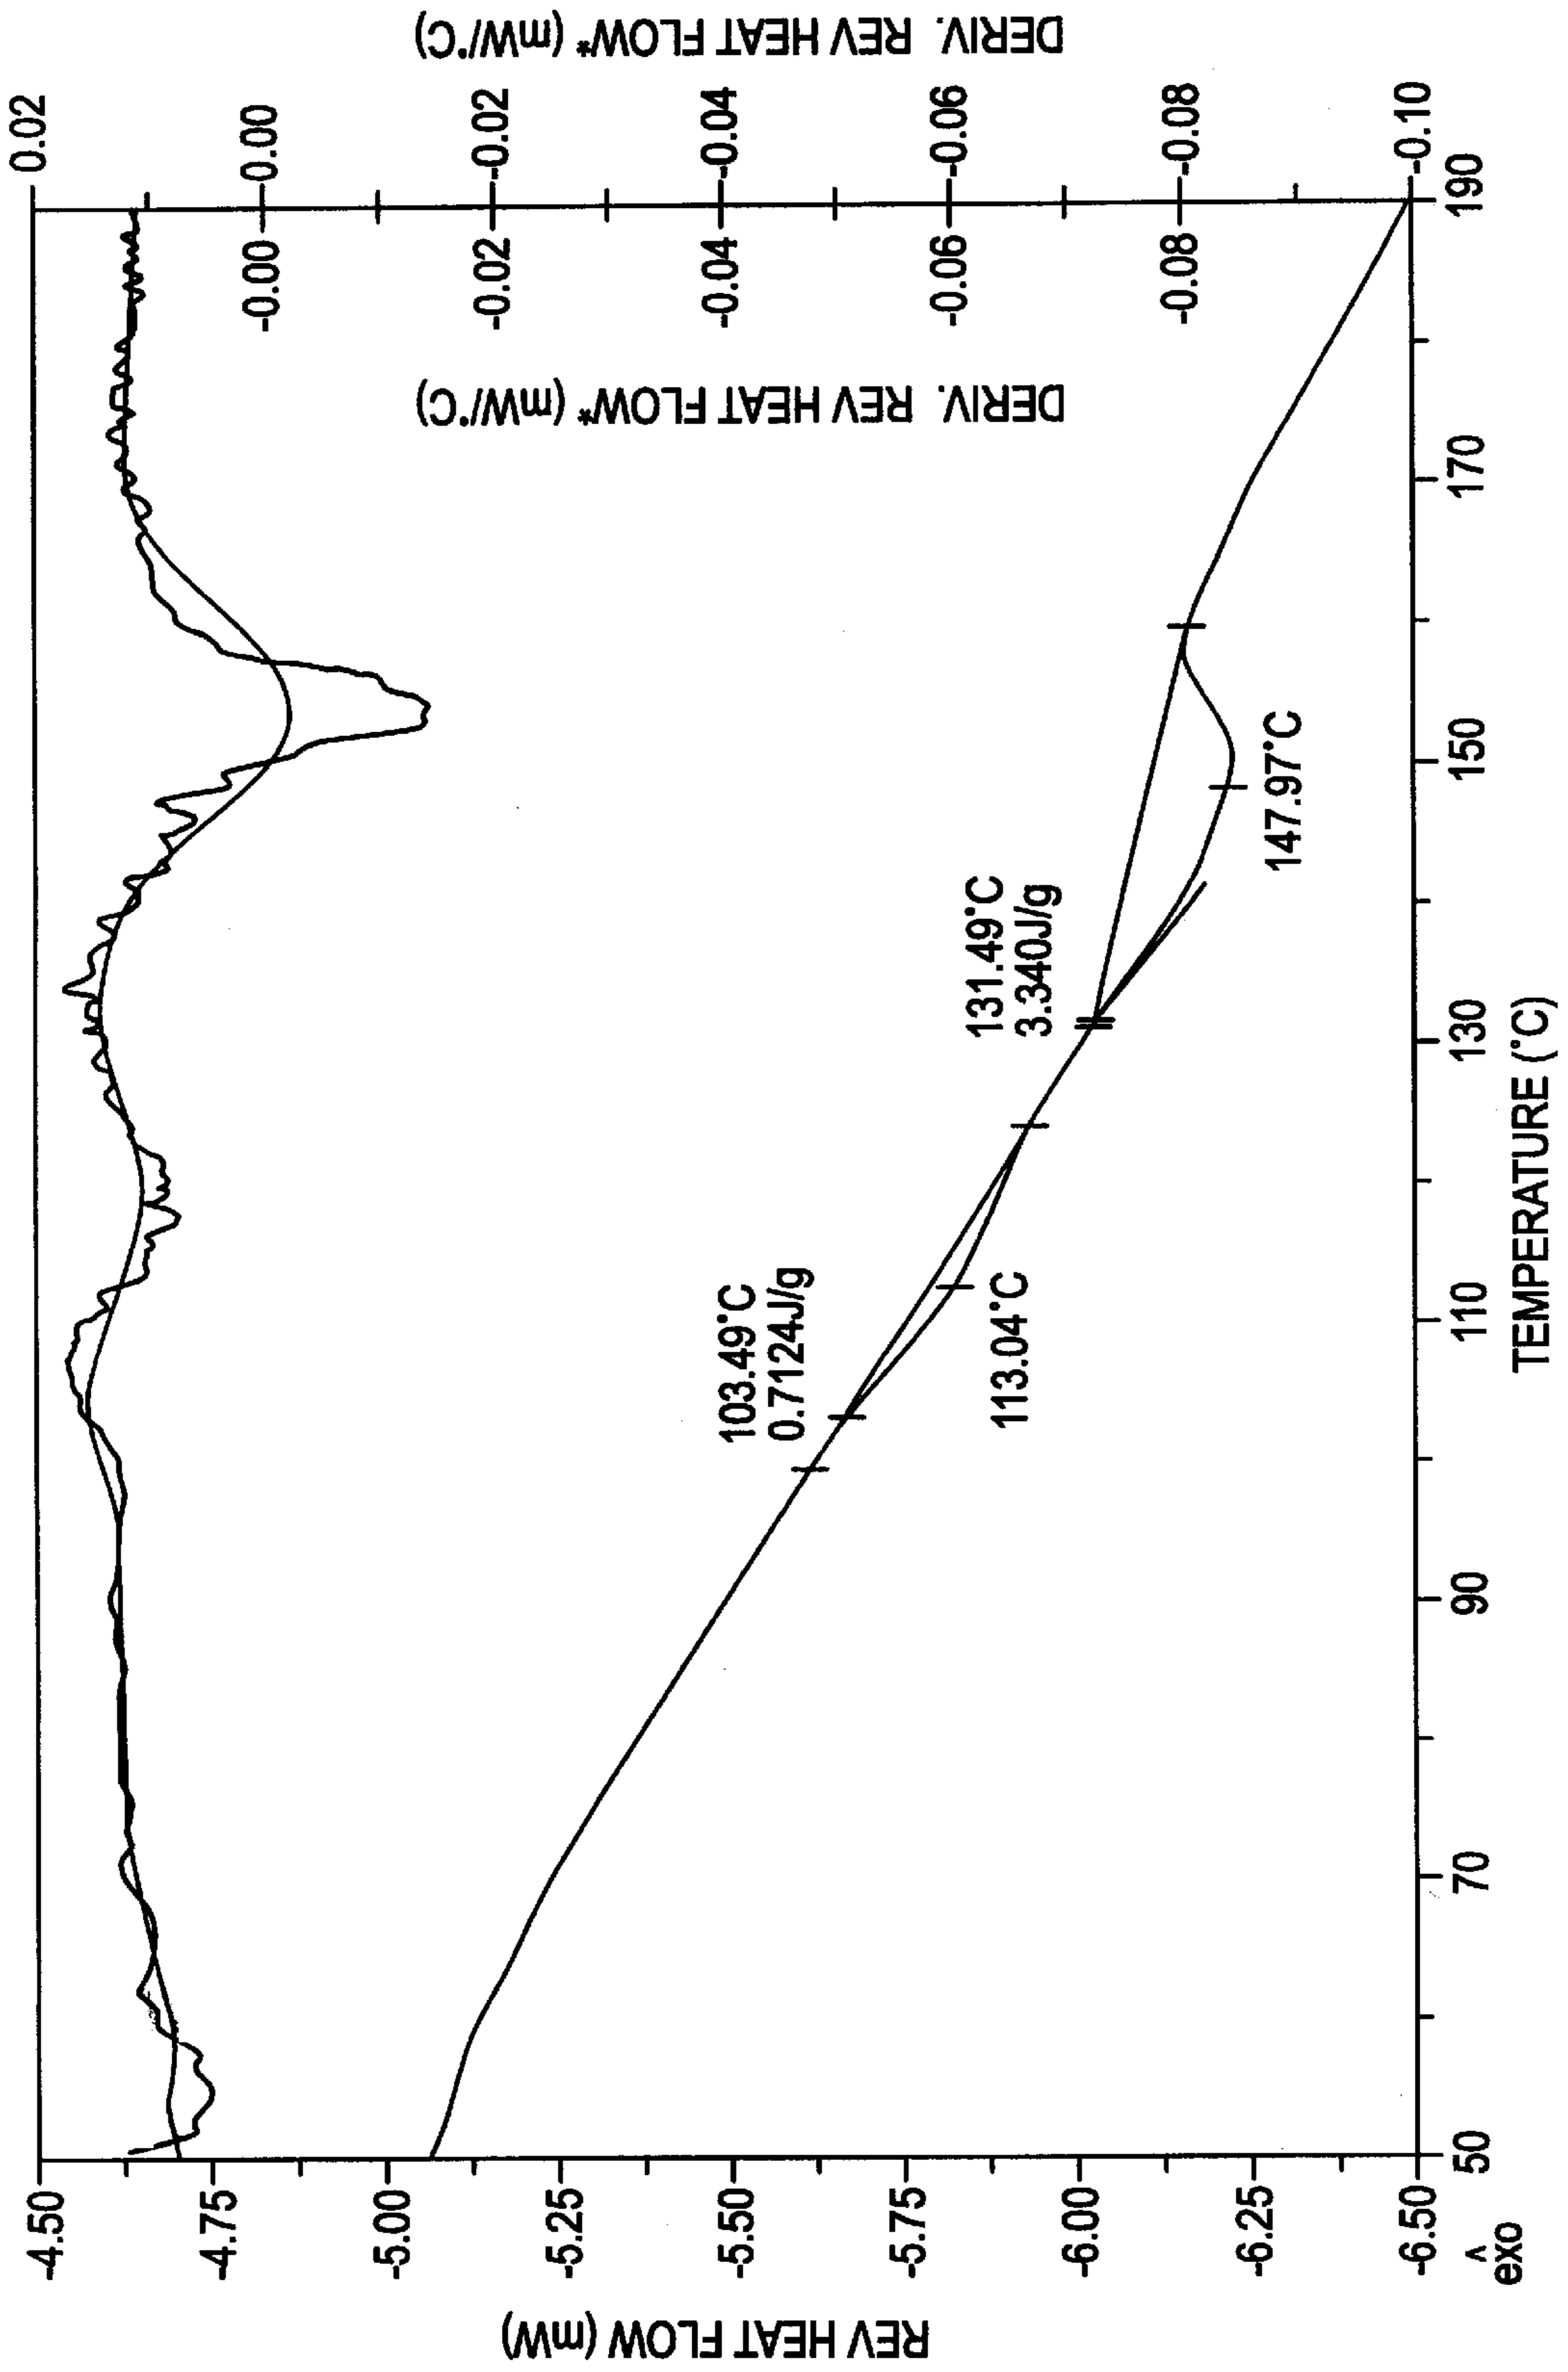 REV HEAT FLOW (mW)
-4.50
-4.75
-5.00
-5.25
-5.50
-5.75
-6.00
-6.25
-6.50
^
exo
50
70
90
110
130
150
170
190
TEMPERATURE (°C)
103.49°C
0.7124J/g
113.04°C
131.49°C
3.340J/g
147.97°C
DERIV. REV HEAT FLOW* (mW/°C)
-0.00
-0.02
-0.04
-0.06
-0.08
0.02
-0.00
-0.02
-0.04
-0.06
-0.08
-0.10
DERIV. REV HEAT FLOW* (mW/°C)